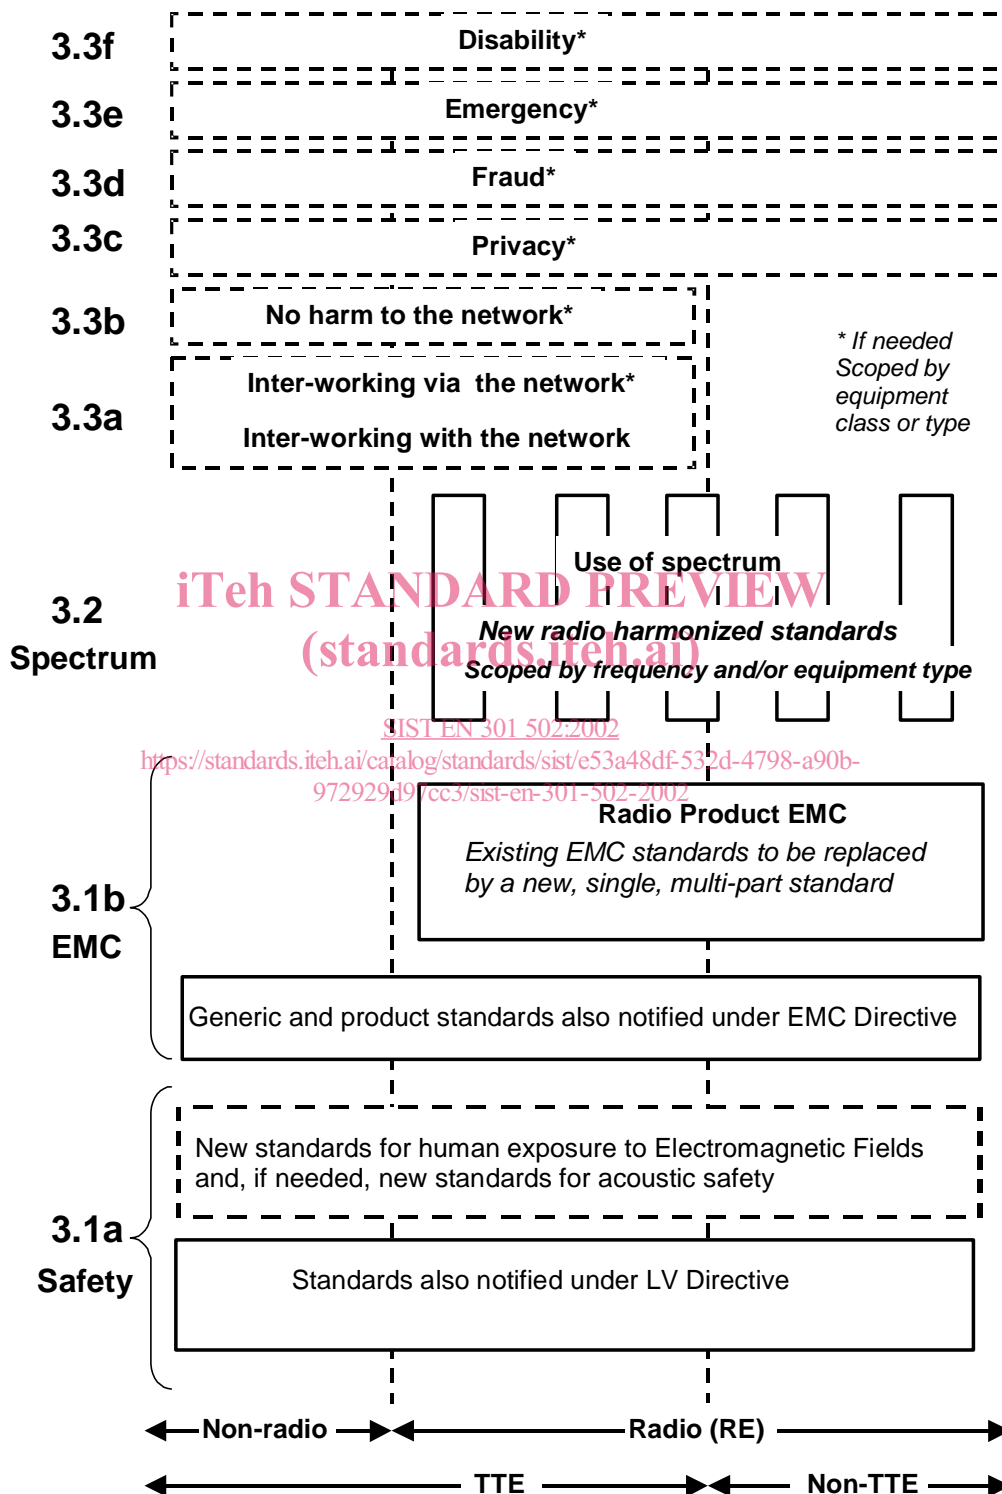 3.3f
Disability*
3.3e
Emergency*
3.3d
Fraud*
3.3c
Privacy*
3.3b
No harm to the network*
* If needed
Scoped by
equipment
class or type
3.3a
Inter-working via the network*
Inter-working with the network
Use of spectrum
iTeh STANDARD PREVIEW
3.2
Spectrum
New radio harmonized standards
(standards.iteh.ai)
Scoped by frequency and/or equipment type
SIST EN 301 502:2002
https://standards.iteh.ai/catalog/standards/sist/e53a48df-532d-4798-a90b-
972929d97cc3/sist-en-301-502-2002
Radio Product EMC
Existing EMC standards to be replaced
by a new, single, multi-part standard
3.1b
EMC
Generic and product standards also notified under EMC Directive
New standards for human exposure to Electromagnetic Fields
and, if needed, new standards for acoustic safety
3.1a
Safety
Standards also notified under LV Directive
Non-radio
Radio (RE)
TTE
Non-TTE